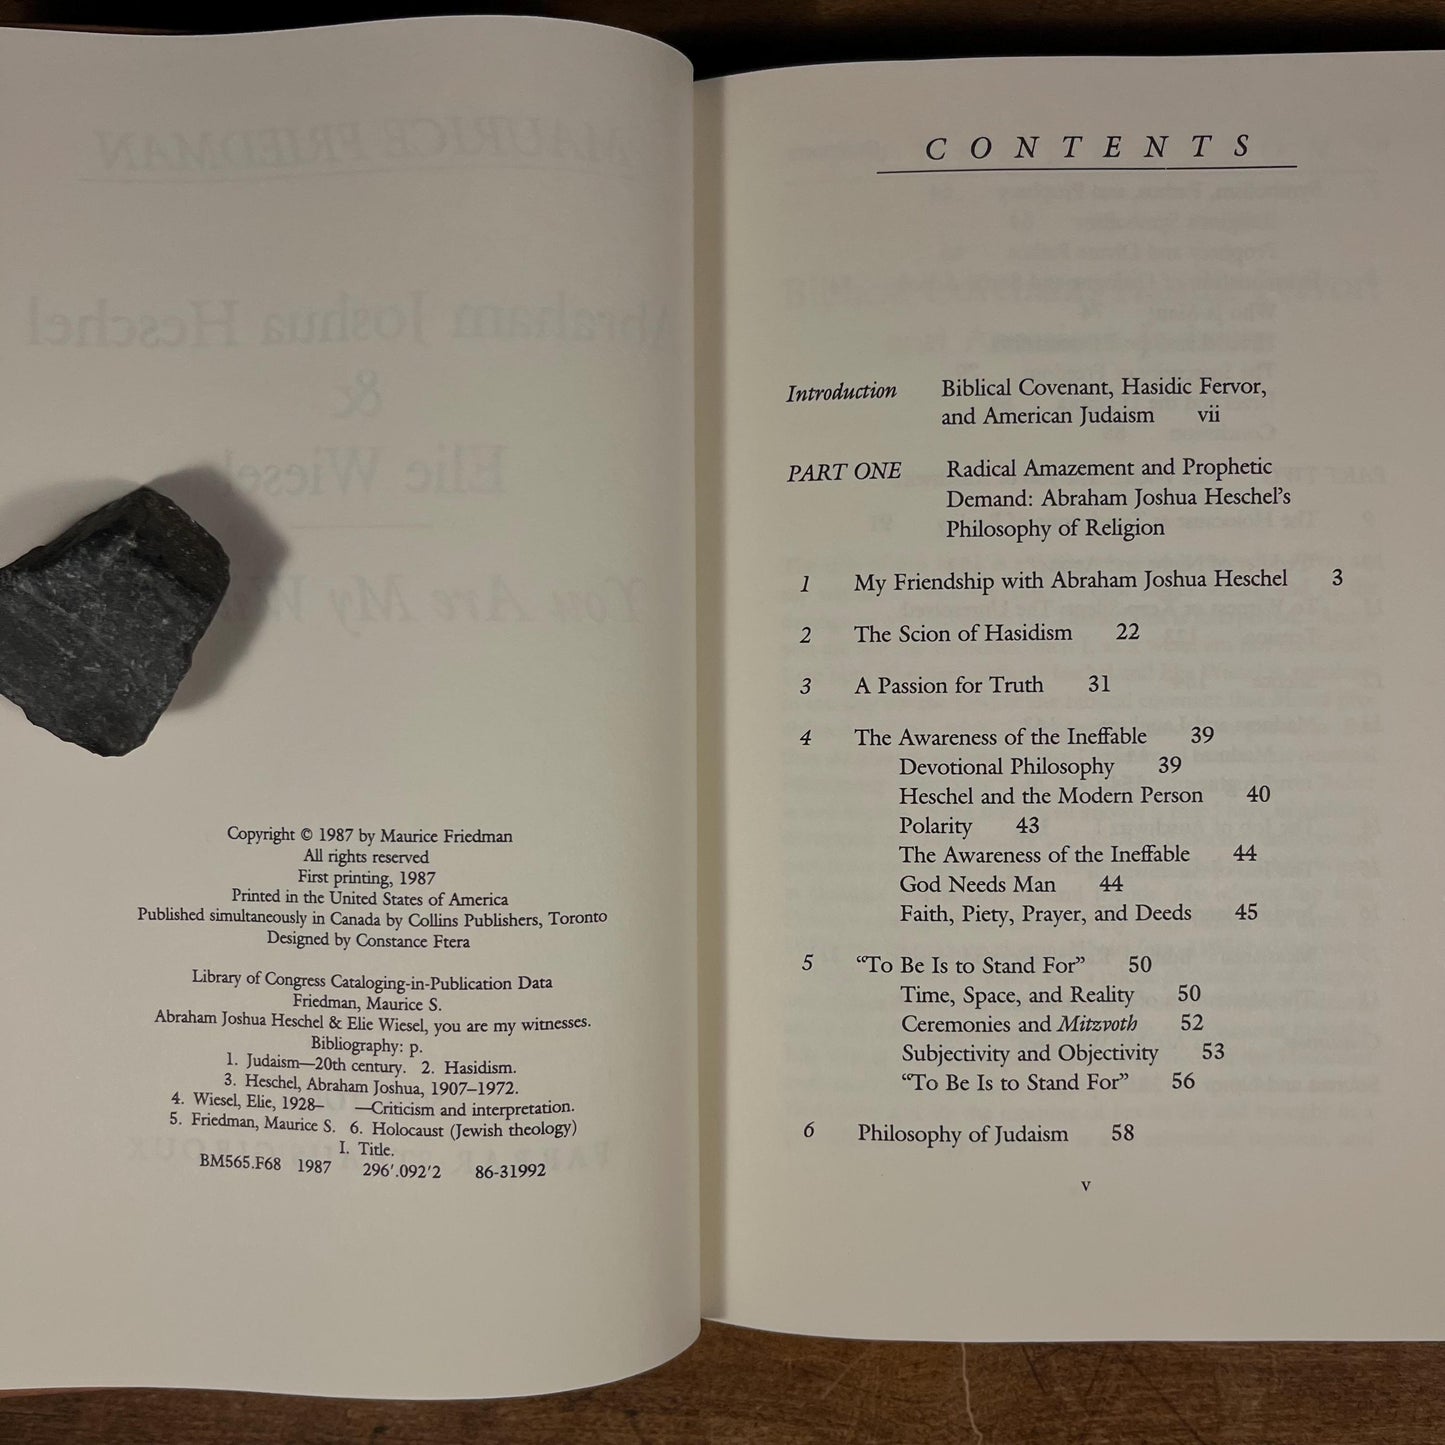 Copyright © 1987 by Maurice Friedman
All rights reserved
First printing, 1987
Printed in the United States of America
Published simultaneously in Canada by Collins Publishers, Toronto
Designed by Constance Ftera
Library of Congress Cataloging-in-Publication Data
Friedman, Maurice S.
Abraham Joshua Heschel & Elie Wiesel, you are my witnesses.
Bibliography: p.
1. Judaism—20th century. 2. Hasidism.
3. Heschel, Abraham Joshua, 1907–1972.
4. Wiesel, Elie, 1928– —Criticism and interpretation.
5. Friedman, Maurice S. 6. Holocaust (Jewish theology)
I. Title.
BM565.F68 1987 296'.092'2 86-31992
CONTENTS
Introduction Biblical Covenant, Hasidic Fervor,
and American Judaism vii
PART ONE Radical Amazement and Prophetic
Demand: Abraham Joshua Heschel's
Philosophy of Religion
1 My Friendship with Abraham Joshua Heschel 3
2 The Scion of Hasidism 22
3 A Passion for Truth 31
4 The Awareness of the Ineffable 39
Devotional Philosophy 39
Heschel and the Modern Person 40
Polarity 43
The Awareness of the Ineffable 44
God Needs Man 44
Faith, Piety, Prayer, and Deeds 45
5 “To Be Is to Stand For” 50
Time, Space, and Reality 50
Ceremonies and Mitzvoth 52
Subjectivity and Objectivity 53
“To Be Is to Stand For” 56
6 Philosophy of Judaism 58
v